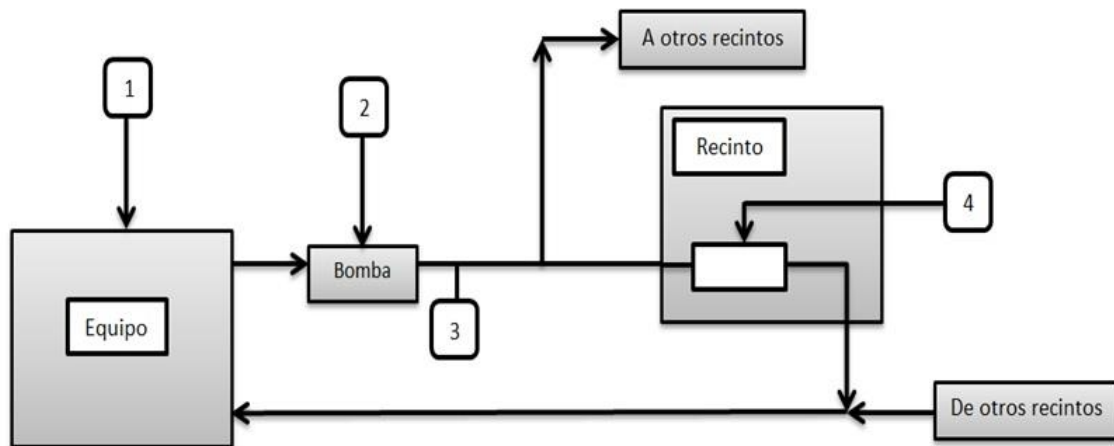 A otros recintos
1
2
Recinto
4
Bomba
3
Equipo
De otros recintos